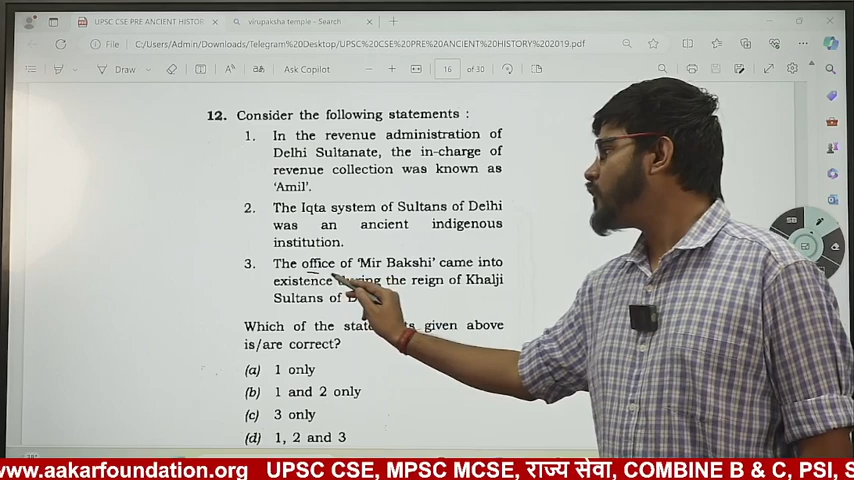 UPSC CSE PRE ANCIENT HISTOR
virupaksha temple - Search
File C:/Users/Admin/Downloads/Telegram%20Desktop/UPSC%20CSE%20PRE%20ANCIENT%20HISTORY%202019.pdf
Draw Ask Copilot 16 of 30
12. Consider the following statements :
1. In the revenue administration of
Delhi Sultanate, the in-charge of
revenue collection was known as
‘Amil’.
2. The Iqta system of Sultans of Delhi
was an ancient indigenous
institution.
3. The office of ‘Mir Bakshi’ came into
existence the reign of Khalji
Sultans of
Which of the given above
is/are correct?
(a) 1 only
(b) 1 and 2 only
(c) 3 only
(d) 1, 2 and 3
www.aakarfoundation.org UPSC CSE, MPSC MCSE, राज्य सेवा, COMBINE B & C, PSI, S